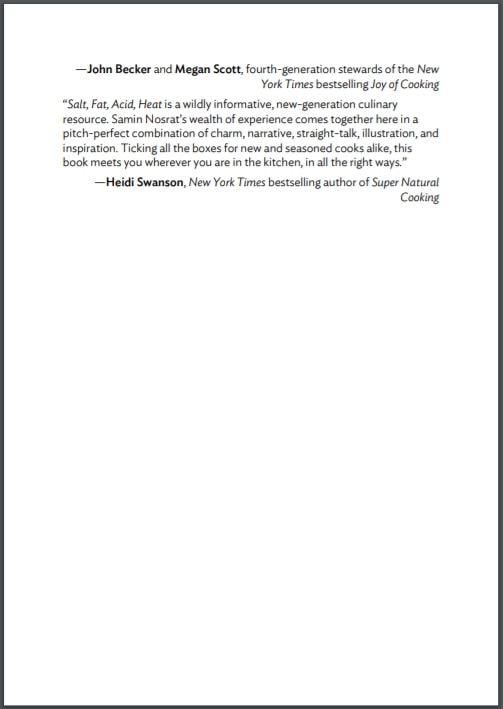 —John Becker and Megan Scott, fourth-generation stewards of the New
York Times bestselling Joy of Cooking
“Salt, Fat, Acid, Heat is a wildly informative, new-generation culinary
resource. Samin Nosrat’s wealth of experience comes together here in a
pitch-perfect combination of charm, narrative, straight-talk, illustration, and
inspiration. Ticking all the boxes for new and seasoned cooks alike, this
book meets you wherever you are in the kitchen, in all the right ways.”
—Heidi Swanson, New York Times bestselling author of Super Natural
Cooking